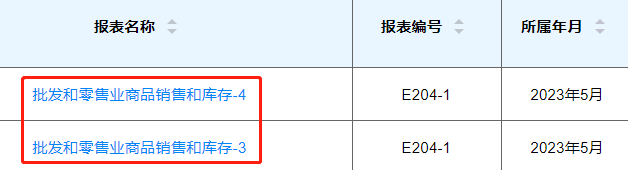 报表名称 报表编号 所属年月
批发和零售业商品销售和库存-4 E204-1 2023年5月
批发和零售业商品销售和库存-3 E204-1 2023年5月